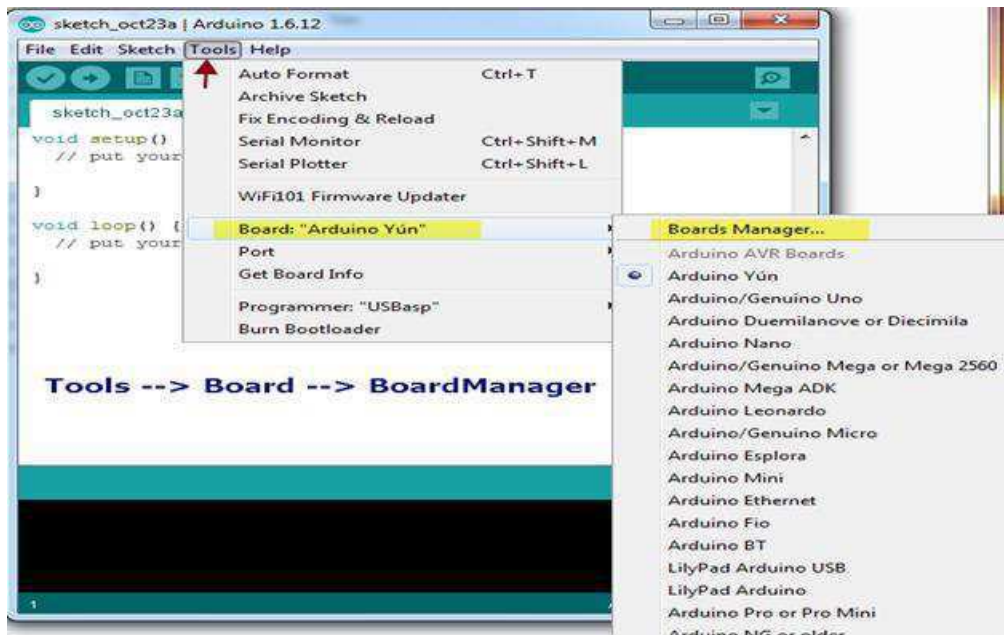 sketch_oct23a | Arduino 1.6.12
File Edit Sketch Tools Help
sketch_oct23a
void setup()
// put your
}
void loop() {
// put your
}
Auto Format Ctrl+T
Archive Sketch
Fix Encoding & Reload
Serial Monitor Ctrl+Shift+M
Serial Plotter Ctrl+Shift+L
WiFi101 Firmware Updater
Board: "Arduino Yún"
Port
Get Board Info
Programmer: "USBasp"
Burn Bootloader
Boards Manager...
Arduino AVR Boards
Arduino Yún
Arduino/Genuino Uno
Arduino Duemilanove or Diecimila
Arduino Nano
Arduino/Genuino Mega or Mega 2560
Arduino Mega ADK
Arduino Leonardo
Arduino/Genuino Micro
Arduino Esplora
Arduino Mini
Arduino Ethernet
Arduino Fio
Arduino BT
LilyPad Arduino USB
LilyPad Arduino
Arduino Pro or Pro Mini
Arduino NG or older
Tools --> Board --> BoardManager
1